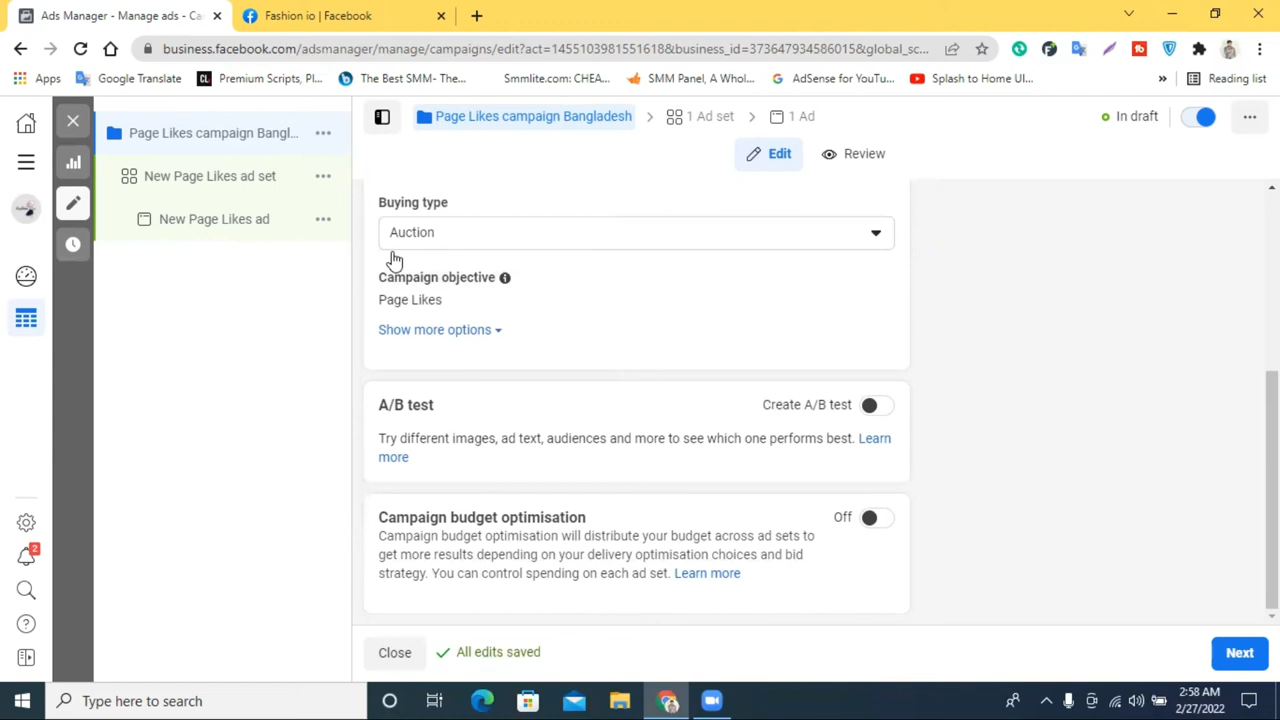 Ads Manager - Manage ads - Ca
Fashion io | Facebook
business.facebook.com/adsmanager/manage/campaigns/edit?act=1455103981551618&business_id=373647934586015&global_sc...
Apps
Google Translate
Premium Scripts, Pl...
The Best SMM- The...
Smmlite.com: CHEA...
SMM Panel, A Whol...
AdSense for YouTu...
Splash to Home UI...
»
Reading list
Page Likes campaign Bangl...
New Page Likes ad set
New Page Likes ad
Page Likes campaign Bangladesh
1 Ad set
1 Ad
In draft
Edit
Review
Buying type
Auction
Campaign objective
Page Likes
Show more options
A/B test
Create A/B test
Try different images, ad text, audiences and more to see which one performs best. Learn
more
Campaign budget optimisation
Off
Campaign budget optimisation will distribute your budget across ad sets to
get more results depending on your delivery optimisation choices and bid
strategy. You can control spending on each ad set. Learn more
2
Close
All edits saved
Next
Type here to search
2:58 AM
2/27/2022